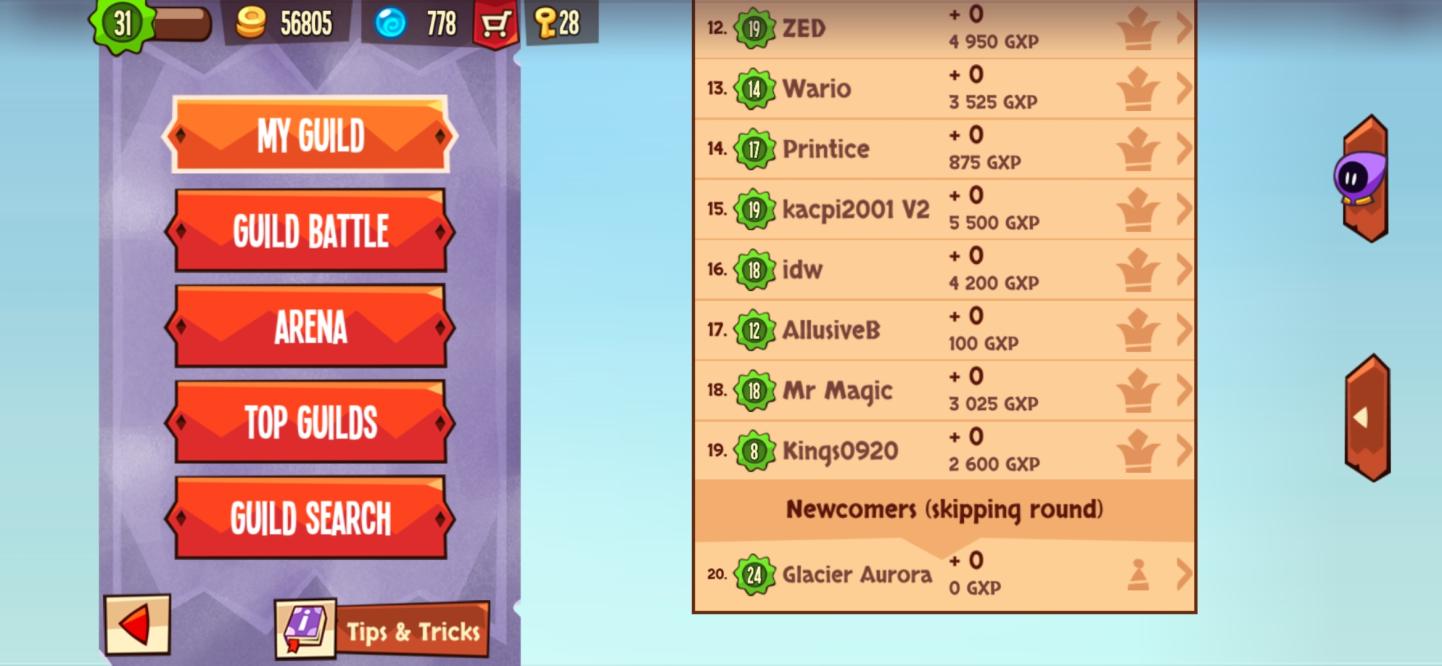 31 56805 778 28
MY GUILD
GUILD BATTLE
ARENA
TOP GUILDS
GUILD SEARCH
Tips & Tricks
12. 19 ZED + 0
4 950 GXP
13. 14 Wario + 0
3 525 GXP
14. 17 Printice + 0
875 GXP
15. 19 kacpi2001 V2 + 0
5 500 GXP
16. 18 idw + 0
4 200 GXP
17. 12 AllusiveB + 0
100 GXP
18. 18 Mr Magic + 0
3 025 GXP
19. 8 Kings0920 + 0
2 600 GXP
Newcomers (skipping round)
20. 24 Glacier Aurora + 0
0 GXP